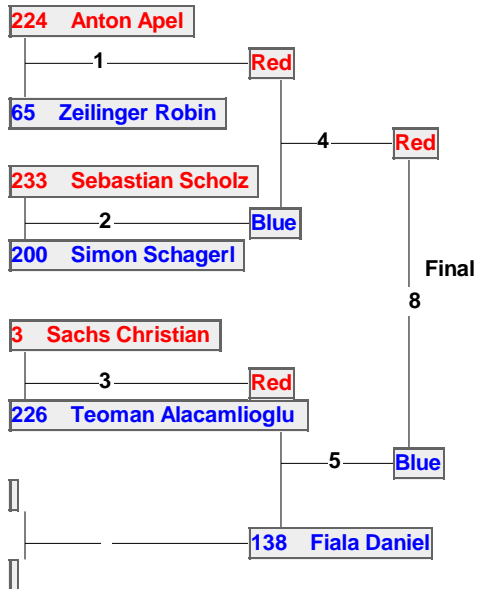 224 Anton Apel
1 Red
65 Zeilinger Robin
4 Red
233 Sebastian Scholz
2 Blue
200 Simon Schagerl
Final
8
3 Sachs Christian
3 Red
226 Teoman Alacamlioglu
5 Blue
138 Fiala Daniel